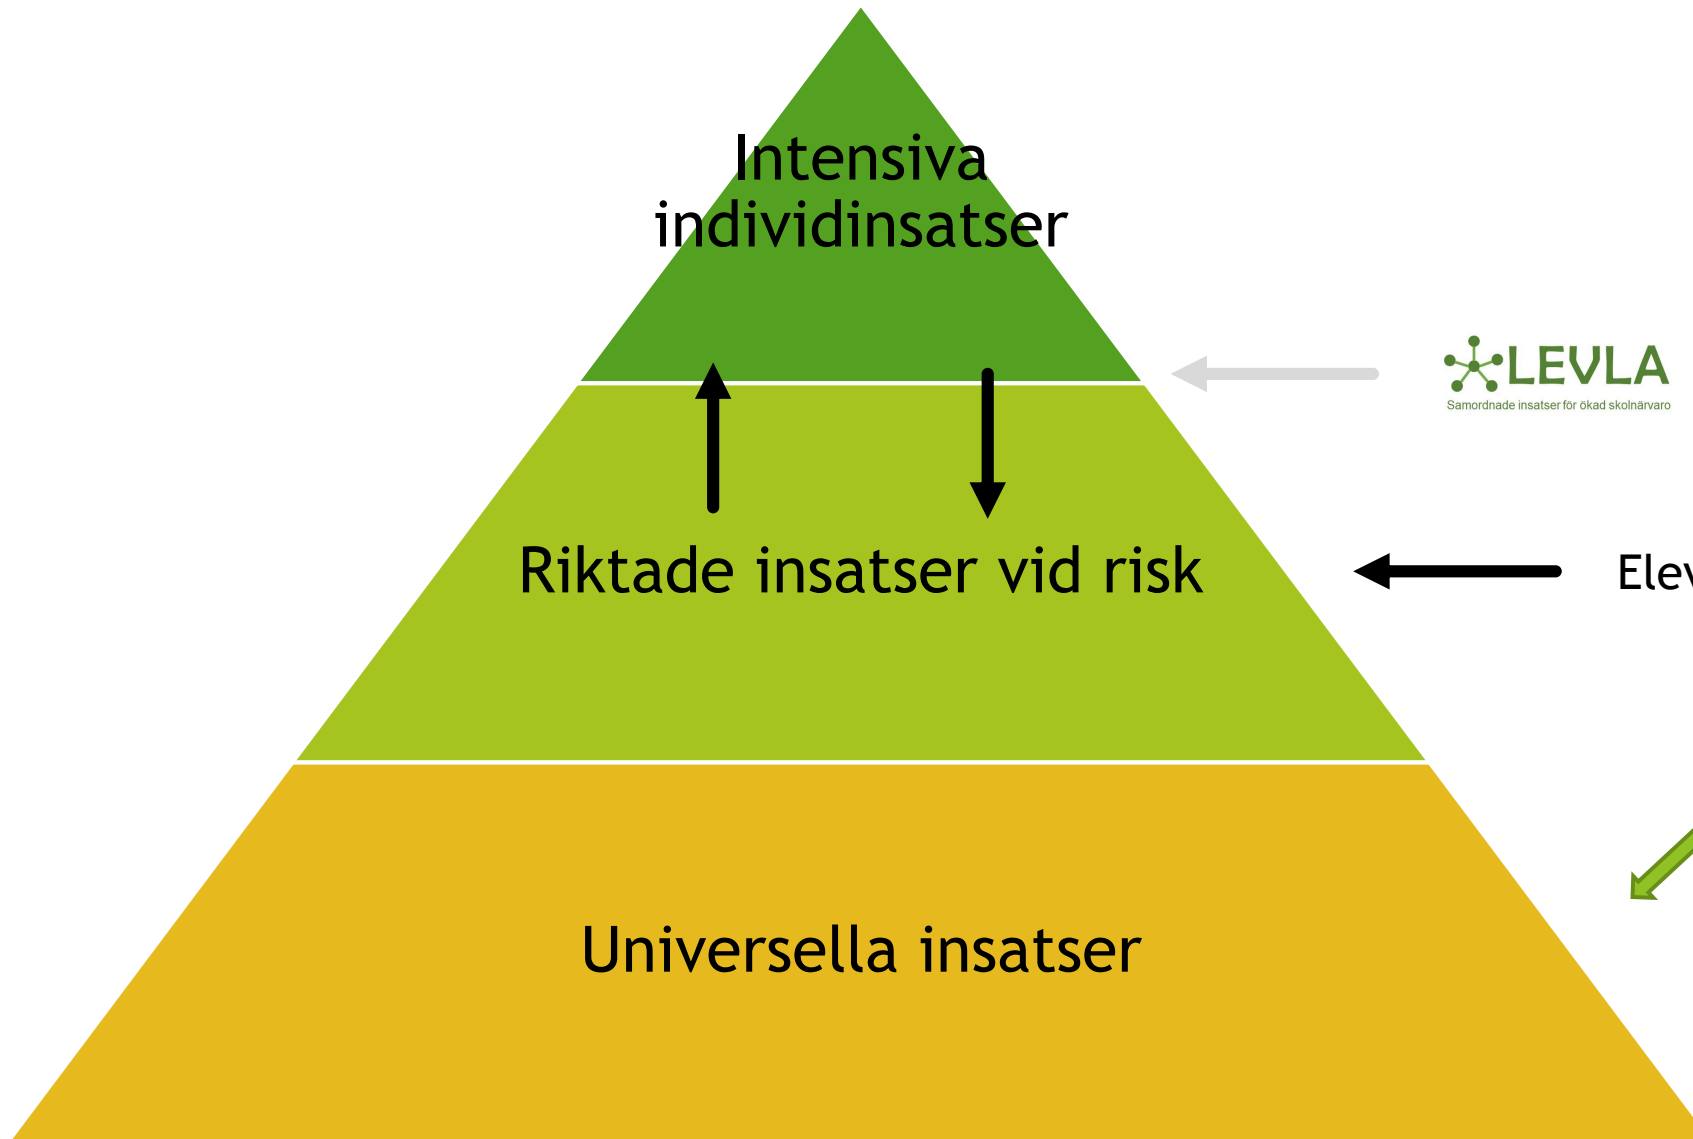 Intensiva
individinsatser
LEVLA
Samordnade insatser för ökad skolnärvaro
Riktade insatser vid risk
Universella insatser